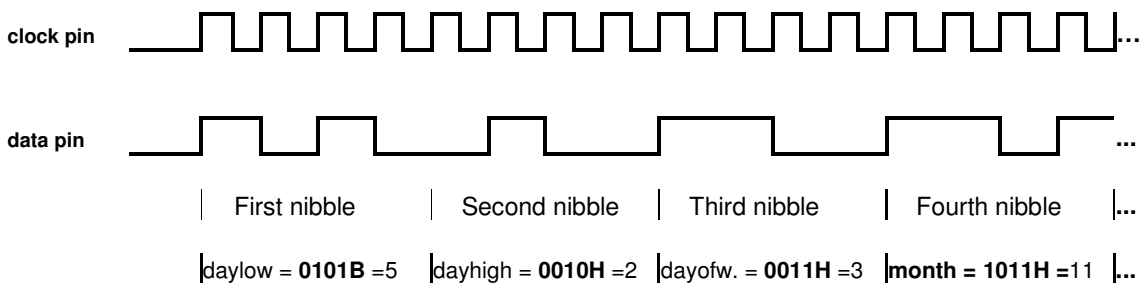 clock pin ...
data pin ...
First nibble Second nibble Third nibble Fourth nibble ...
daylow = 0101B =5 dayhigh = 0010H =2 dayofw. = 0011H =3 month = 1011H =11 ...